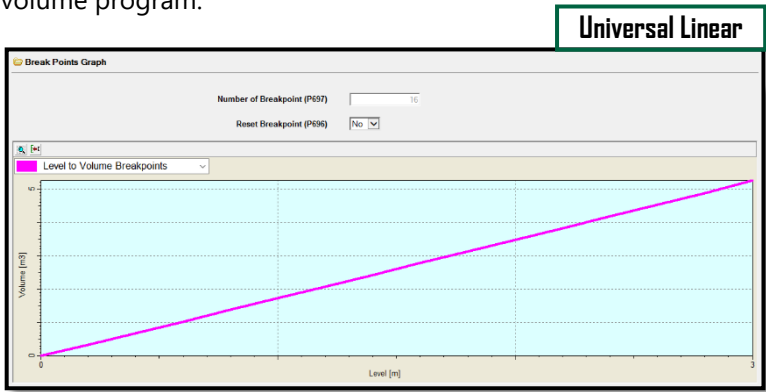 volume program.
Universal Linear
Break Points Graph
Number of Breakpoint (P697) 16
Reset Breakpoint (P696) No
Level to Volume Breakpoints
5
Volume [m3]
0
0 3
Level [m]